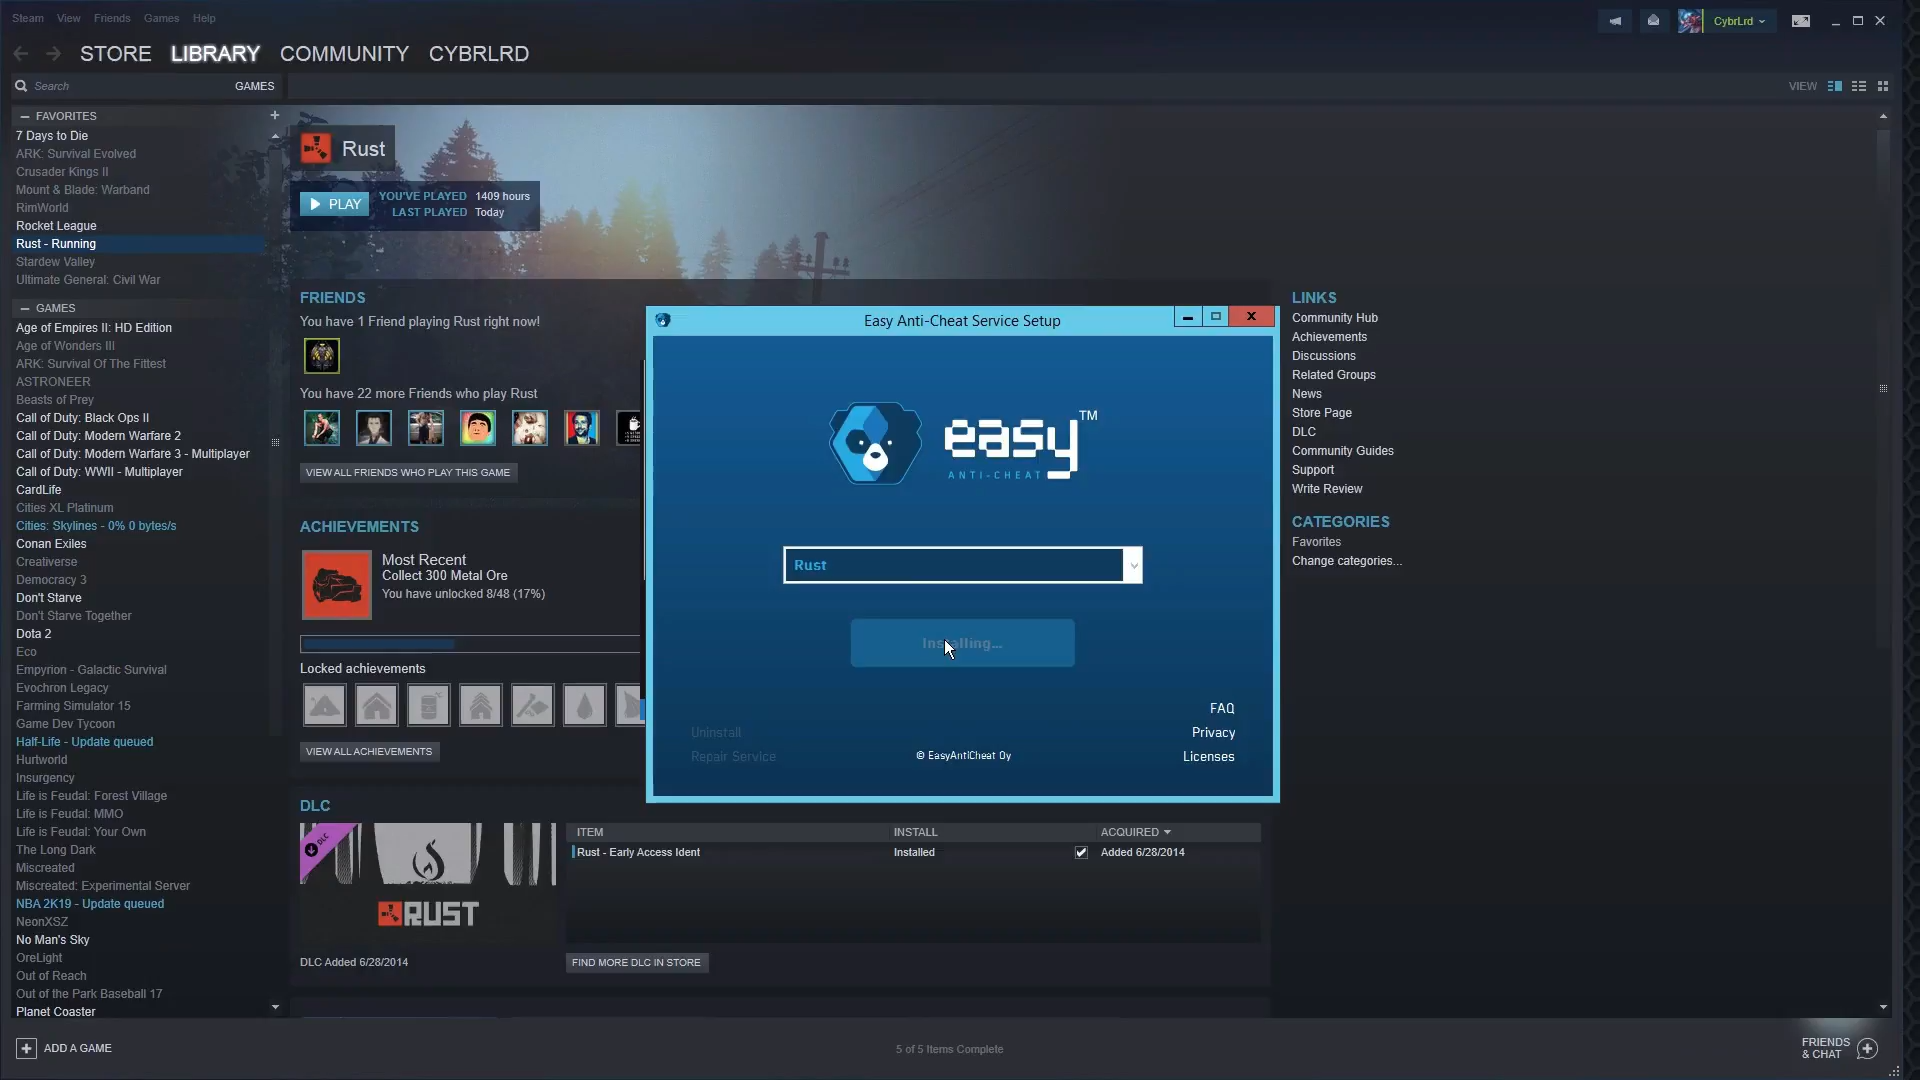 Steam View Friends Games Help
CybrLrd
STORE LIBRARY COMMUNITY CYBRLRD
Search GAMES
VIEW
— FAVORITES +
7 Days to Die
ARK: Survival Evolved
Crusader Kings II
Mount & Blade: Warband
RimWorld
Rocket League
Rust - Running
Stardew Valley
Ultimate General: Civil War
— GAMES
Age of Empires II: HD Edition
Age of Wonders III
ARK: Survival Of The Fittest
ASTRONEER
Beasts of Prey
Call of Duty: Black Ops II
Call of Duty: Modern Warfare 2
Call of Duty: Modern Warfare 3 - Multiplayer
Call of Duty: WWII - Multiplayer
CardLife
Cities XL Platinum
Cities: Skylines - 0% 0 bytes/s
Conan Exiles
Creativerse
Democracy 3
Don't Starve
Don't Starve Together
Dota 2
Eco
Empyrion - Galactic Survival
Evochron Legacy
Farming Simulator 15
Game Dev Tycoon
Half-Life - Update queued
Hurtworld
Insurgency
Life is Feudal: Forest Village
Life is Feudal: MMO
Life is Feudal: Your Own
The Long Dark
Miscreated
Miscreated: Experimental Server
NBA 2K19 - Update queued
NeonXSZ
No Man's Sky
OreLight
Out of Reach
Out of the Park Baseball 17
Planet Coaster
ADD A GAME
Rust
PLAY
YOU'VE PLAYED 1409 hours
LAST PLAYED Today
FRIENDS
You have 1 Friend playing Rust right now!
You have 22 more Friends who play Rust
VIEW ALL FRIENDS WHO PLAY THIS GAME
ACHIEVEMENTS
Most Recent
Collect 300 Metal Ore
You have unlocked 8/48 (17%)
Locked achievements
VIEW ALL ACHIEVEMENTS
DLC
DLC
RUST
DLC Added 6/28/2014
ITEM INSTALL ACQUIRED
Rust - Early Access Ident Installed Added 6/28/2014
FIND MORE DLC IN STORE
Easy Anti-Cheat Service Setup
easy™
ANTI-CHEAT
Rust
Installing...
Uninstall
Repair Service
© EasyAntiCheat Oy
FAQ
Privacy
Licenses
LINKS
Community Hub
Achievements
Discussions
Related Groups
News
Store Page
DLC
Community Guides
Support
Write Review
CATEGORIES
Favorites
Change categories...
5 of 5 Items Complete
FRIENDS
& CHAT